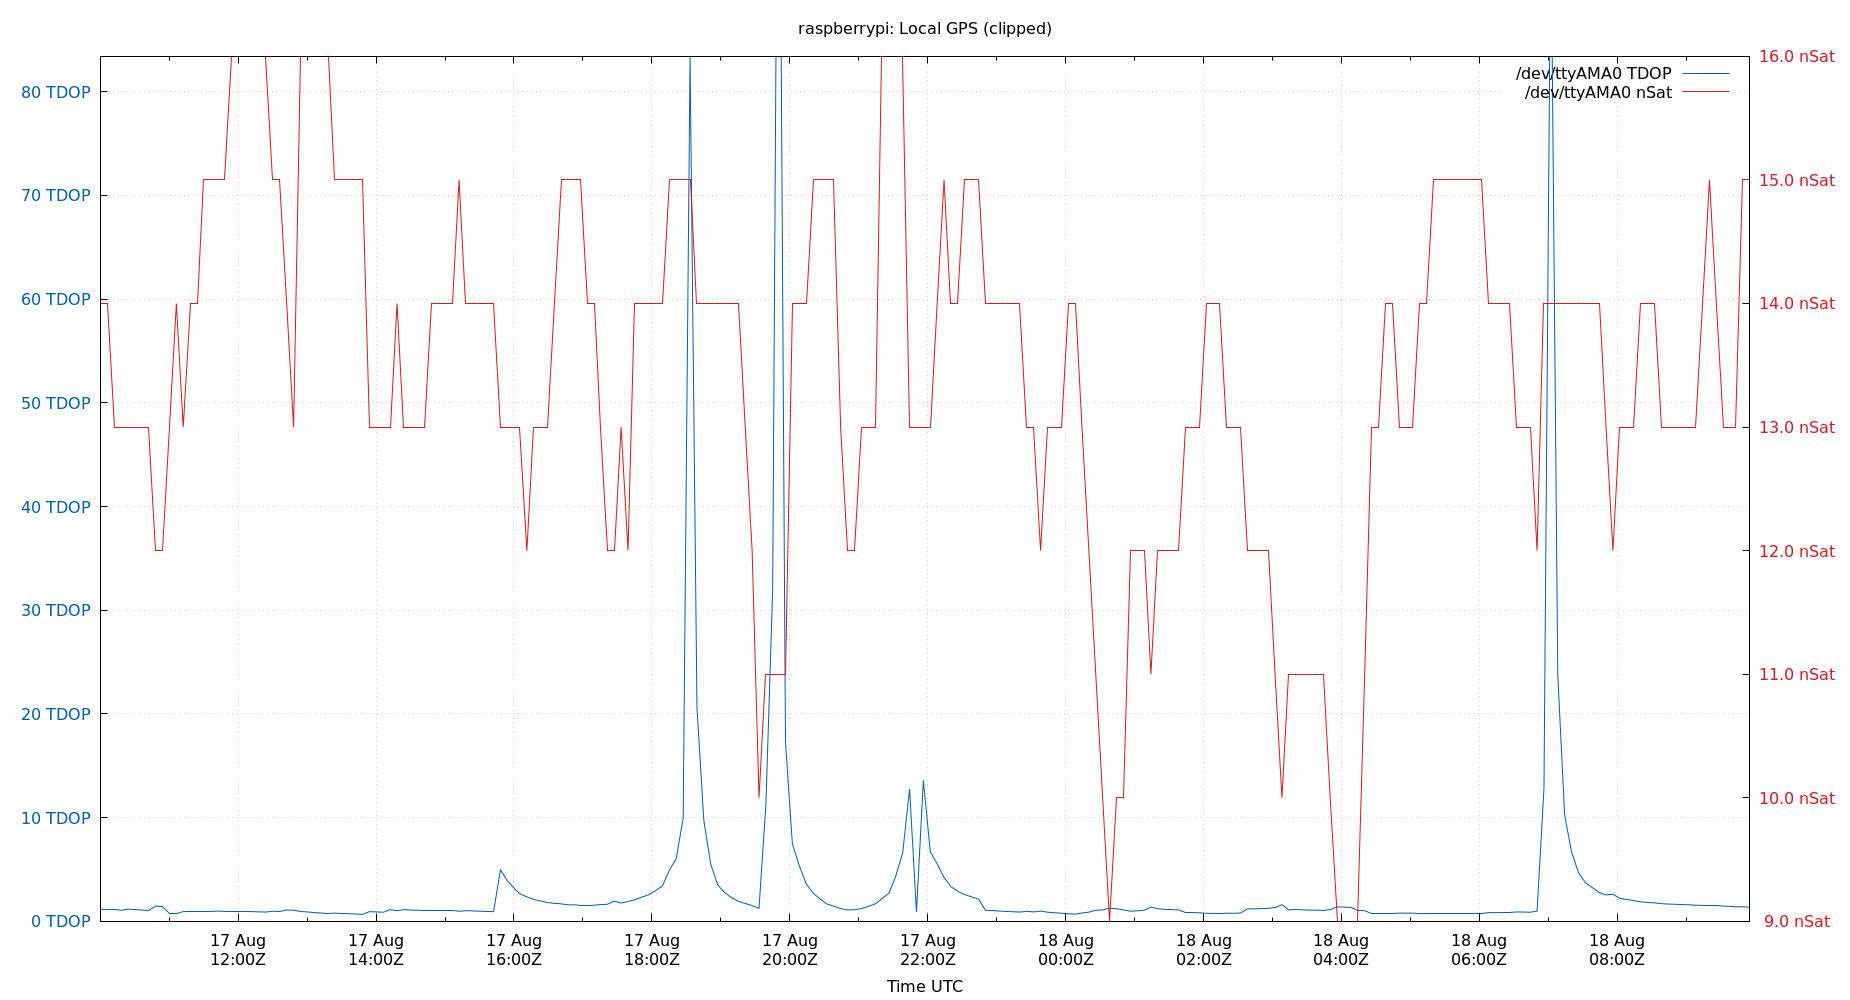 raspberrypi: Local GPS (clipped)
/dev/ttyAMA0 TDOP
/dev/ttyAMA0 nSat
80 TDOP
70 TDOP
60 TDOP
50 TDOP
40 TDOP
30 TDOP
20 TDOP
10 TDOP
0 TDOP
16.0 nSat
15.0 nSat
14.0 nSat
13.0 nSat
12.0 nSat
11.0 nSat
10.0 nSat
9.0 nSat
17 Aug
12:00Z
17 Aug
14:00Z
17 Aug
16:00Z
17 Aug
18:00Z
17 Aug
20:00Z
17 Aug
22:00Z
18 Aug
00:00Z
18 Aug
02:00Z
18 Aug
04:00Z
18 Aug
06:00Z
18 Aug
08:00Z
Time UTC